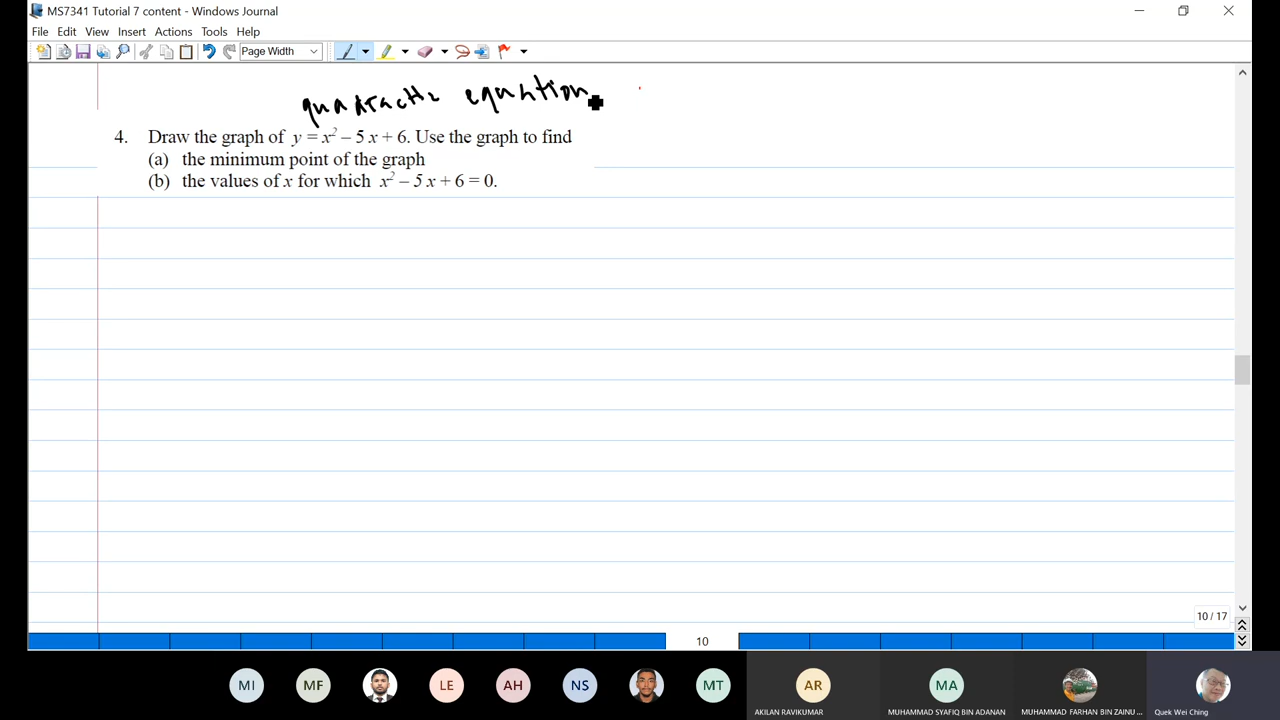 MS7341 Tutorial 7 content - Windows Journal
File Edit View Insert Actions Tools Help
Page Width
quadractic equation
4. Draw the graph of y = x² – 5 x + 6. Use the graph to find
(a) the minimum point of the graph
(b) the values of x for which x² – 5 x + 6 = 0.
10 / 17
10
MI MF LE AH NS MT AR MA
AKILAN RAVIKUMAR MUHAMMAD SYAFIQ BIN ADANAN MUHAMMAD FARHAN BIN ZAINU ... Quek Wei Ching